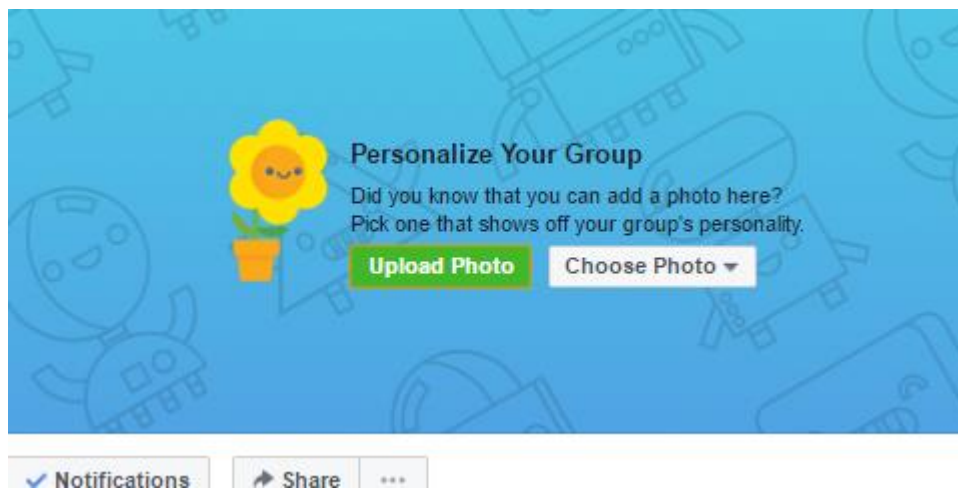 Personalize Your Group
Did you know that you can add a photo here?
Pick one that shows off your group's personality.
Upload Photo Choose Photo
Notifications Share ...